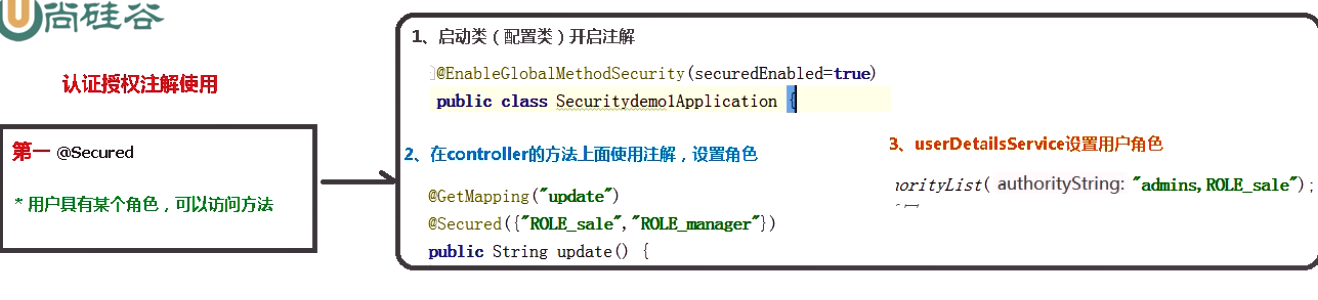 尚硅谷
认证授权注解使用
第一 @Secured
* 用户具有某个角色，可以访问方法
1、启动类（配置类）开启注解
@EnableGlobalMethodSecurity(securedEnabled=true)
public class Securitydemo1Application {
2、在controller的方法上面使用注解，设置角色
@GetMapping("update")
@Secured({"ROLE_sale","ROLE_manager"})
public String update() {
3、userDetailsService设置用户角色
orityList( authorityString: "admins,ROLE_sale");